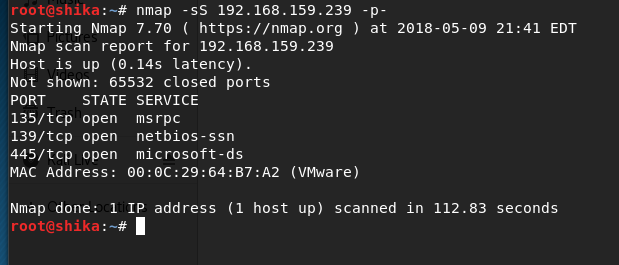 root@shika:~# nmap -sS 192.168.159.239 -p-
Starting Nmap 7.70 ( https://nmap.org ) at 2018-05-09 21:41 EDT
Nmap scan report for 192.168.159.239
Host is up (0.14s latency).
Not shown: 65532 closed ports
PORT    STATE SERVICE
135/tcp open  msrpc
139/tcp open  netbios-ssn
445/tcp open  microsoft-ds
MAC Address: 00:0C:29:64:B7:A2 (VMware)

Nmap done: 1 IP address (1 host up) scanned in 112.83 seconds
root@shika:~#
Pictures
Videos
Trash